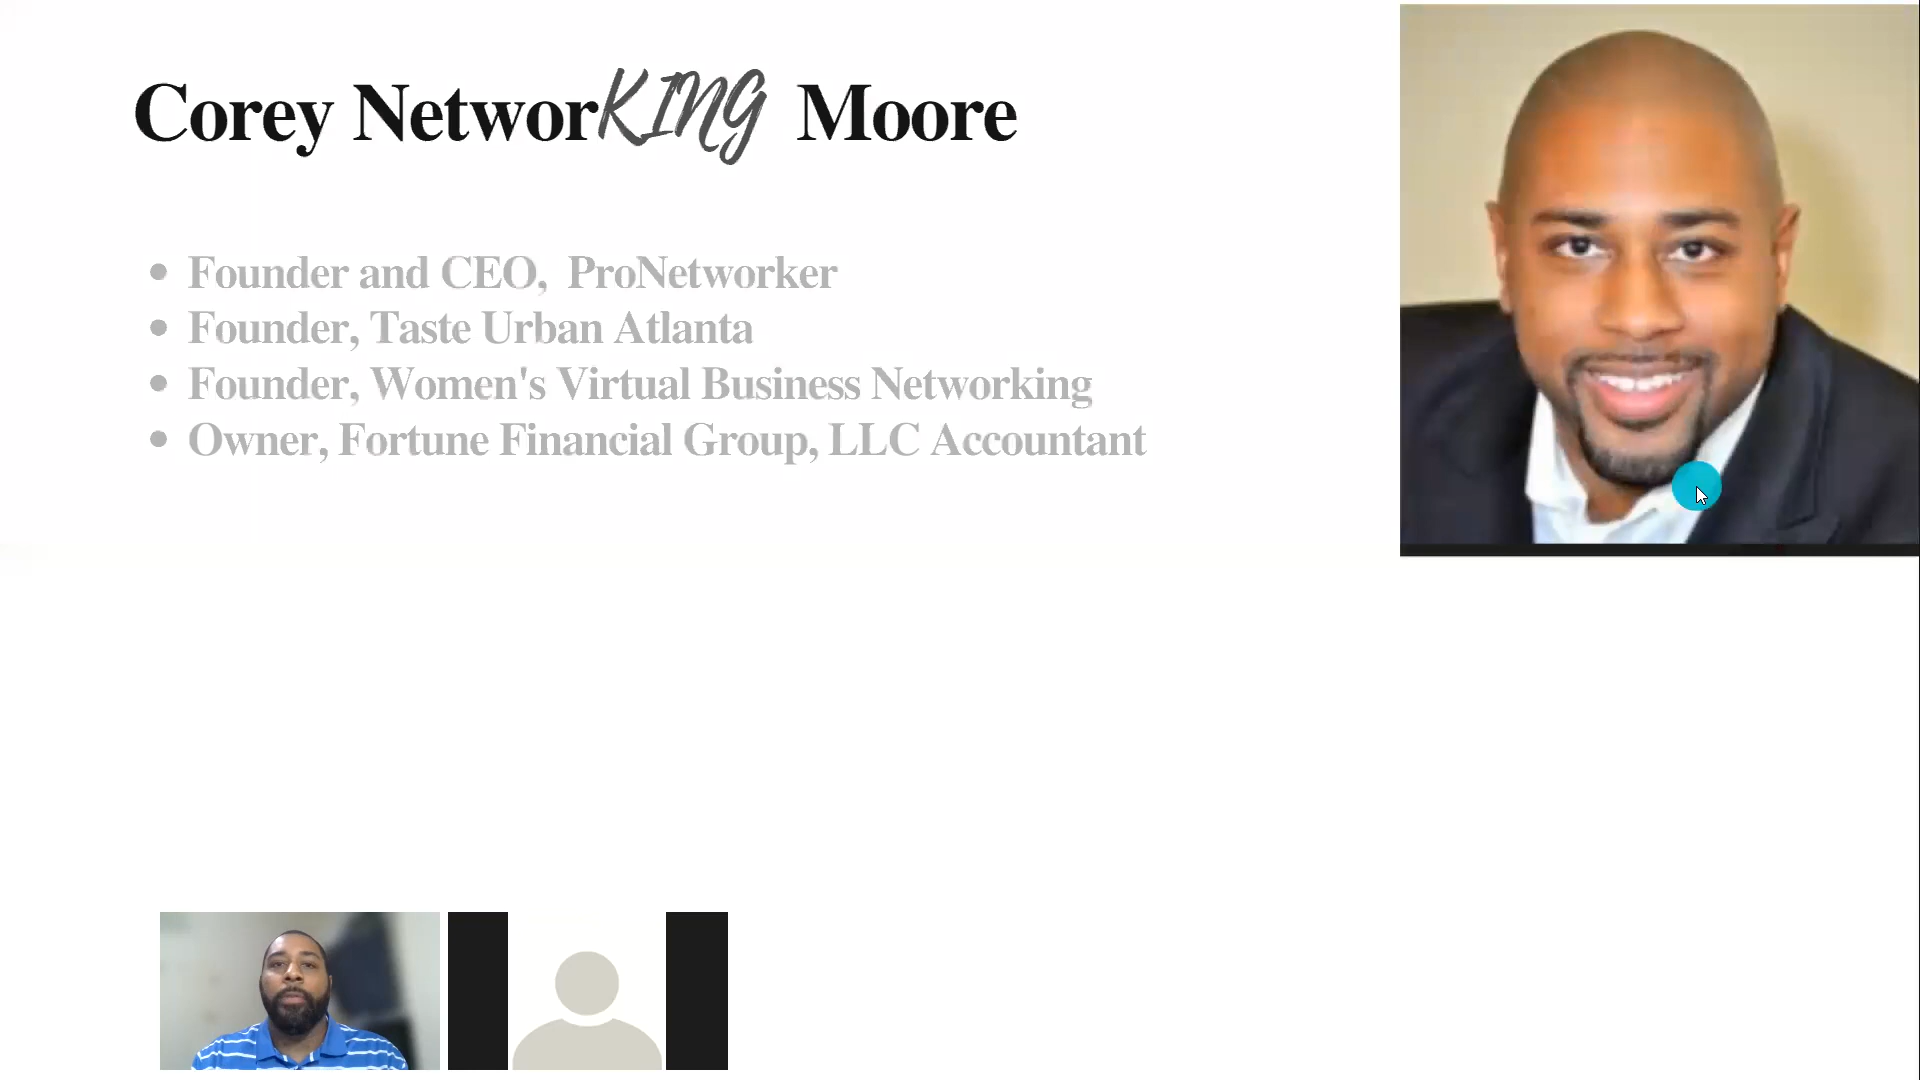 Corey NetworKING Moore
• Founder and CEO, ProNetworker
• Founder, Taste Urban Atlanta
• Founder, Women's Virtual Business Networking
• Owner, Fortune Financial Group, LLC Accountant